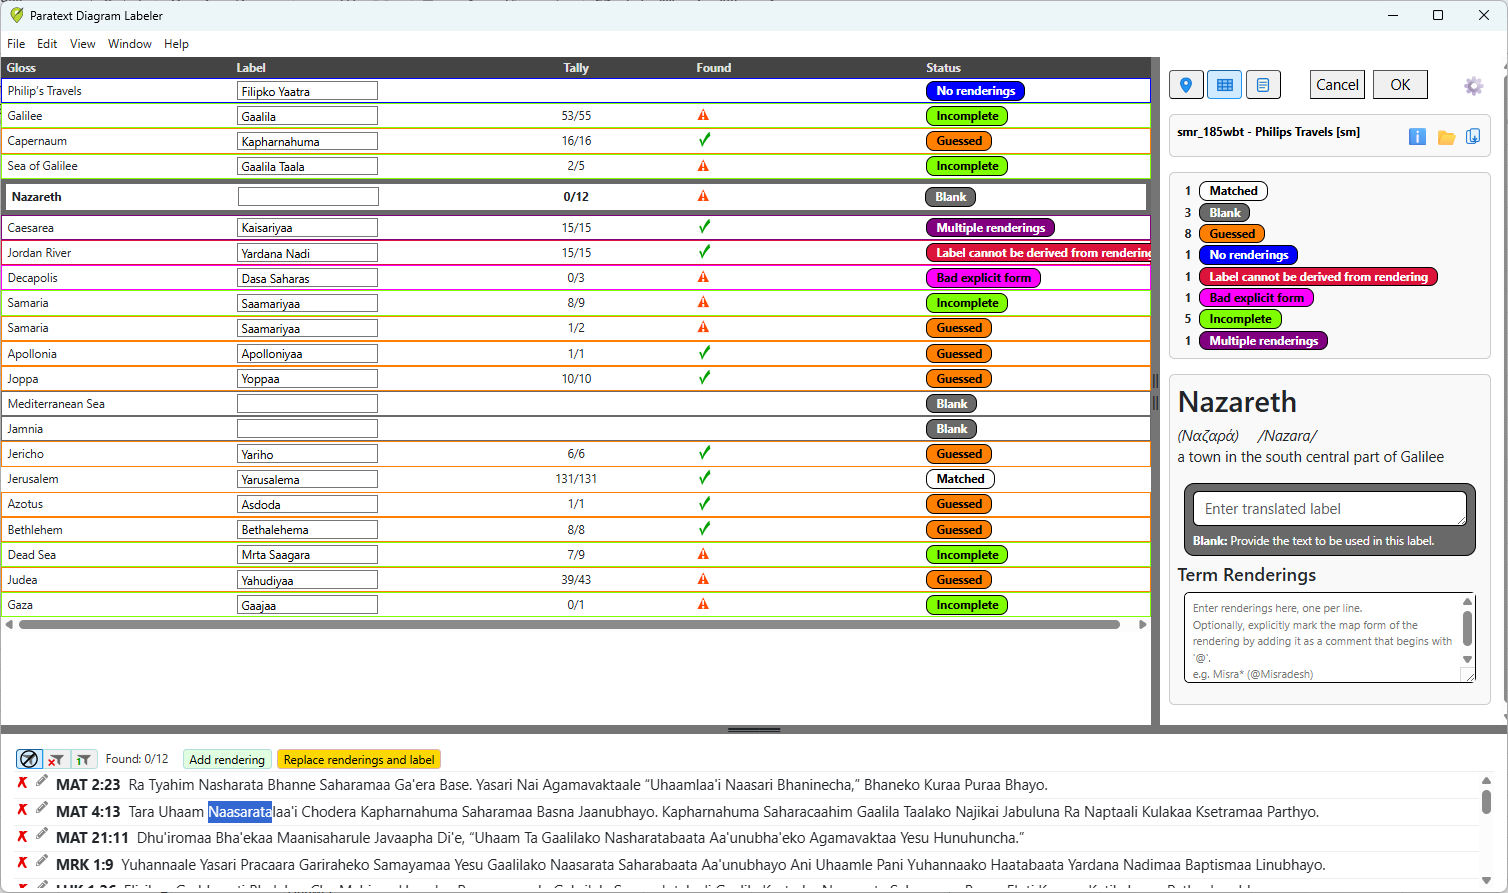 Paratext Diagram Labeler
File Edit View Window Help
Gloss Label Tally Found Status
Philip's Travels Filipko Yaatra No renderings
Galilee Gaalila 53/55 Incomplete
Capernaum Kapharnahuma 16/16 Guessed
Sea of Galilee Gaalila Taala 2/5 Incomplete
Nazareth 0/12 Blank
Caesarea Kaisariyaa 15/15 Multiple renderings
Jordan River Yardana Nadi 15/15 Label cannot be derived from rendering
Decapolis Dasa Saharas 0/3 Bad explicit form
Samaria Saamariyaa 8/9 Incomplete
Samaria Saamariyaa 1/2 Guessed
Apollonia Apolloniyaa 1/1 Guessed
Joppa Yoppaa 10/10 Guessed
Mediterranean Sea Blank
Jamnia Blank
Jericho Yariho 6/6 Guessed
Jerusalem Yarusalema 131/131 Matched
Azotus Asdoda 1/1 Guessed
Bethlehem Bethalehema 8/8 Guessed
Dead Sea Mrta Saagara 7/9 Incomplete
Judea Yahudiyaa 39/43 Guessed
Gaza Gaajaa 0/1 Incomplete
Cancel OK
smr_185wbt - Philips Travels [sm]
1 Matched
3 Blank
8 Guessed
1 No renderings
1 Label cannot be derived from rendering
1 Bad explicit form
5 Incomplete
1 Multiple renderings
Nazareth
(Ναζαρά) /Nazara/
a town in the south central part of Galilee
Enter translated label
Blank: Provide the text to be used in this label.
Term Renderings
Enter renderings here, one per line.
Optionally, explicitly mark the map form of the
rendering by adding it as a comment that begins with
'@'.
e.g. Misra* (@Misradesh)
Found: 0/12 Add rendering Replace renderings and label
MAT 2:23 Ra Tyahim Nasharata Bhanne Saharamaa Ga'era Base. Yasari Nai Agamavaktaale “Uhaamlaa'i Naasari Bhaninecha,” Bhaneko Kuraa Puraa Bhayo.
MAT 4:13 Tara Uhaam Naasaratalaa'i Chodera Kapharnahuma Saharamaa Basna Jaanubhayo. Kapharnahuma Saharacaahim Gaalila Taalako Najikai Jabuluna Ra Naptaali Kulakaa Ksetramaa Parthyo.
MAT 21:11 Dhu'iromaa Bha'ekaa Maanisaharule Javaapha Di'e, “Uhaam Ta Gaalilako Nasharatabaata Aa'unubha'eko Agamavaktaa Yesu Hunuhuncha.”
MRK 1:9 Yuhannaale Yasari Pracaara Gariraheko Samayamaa Yesu Gaalilako Naasarata Saharabaata Aa'unubhayo Ani Uhaamle Pani Yuhannaako Haatabaata Yardana Nadimaa Baptismaa Linubhayo.